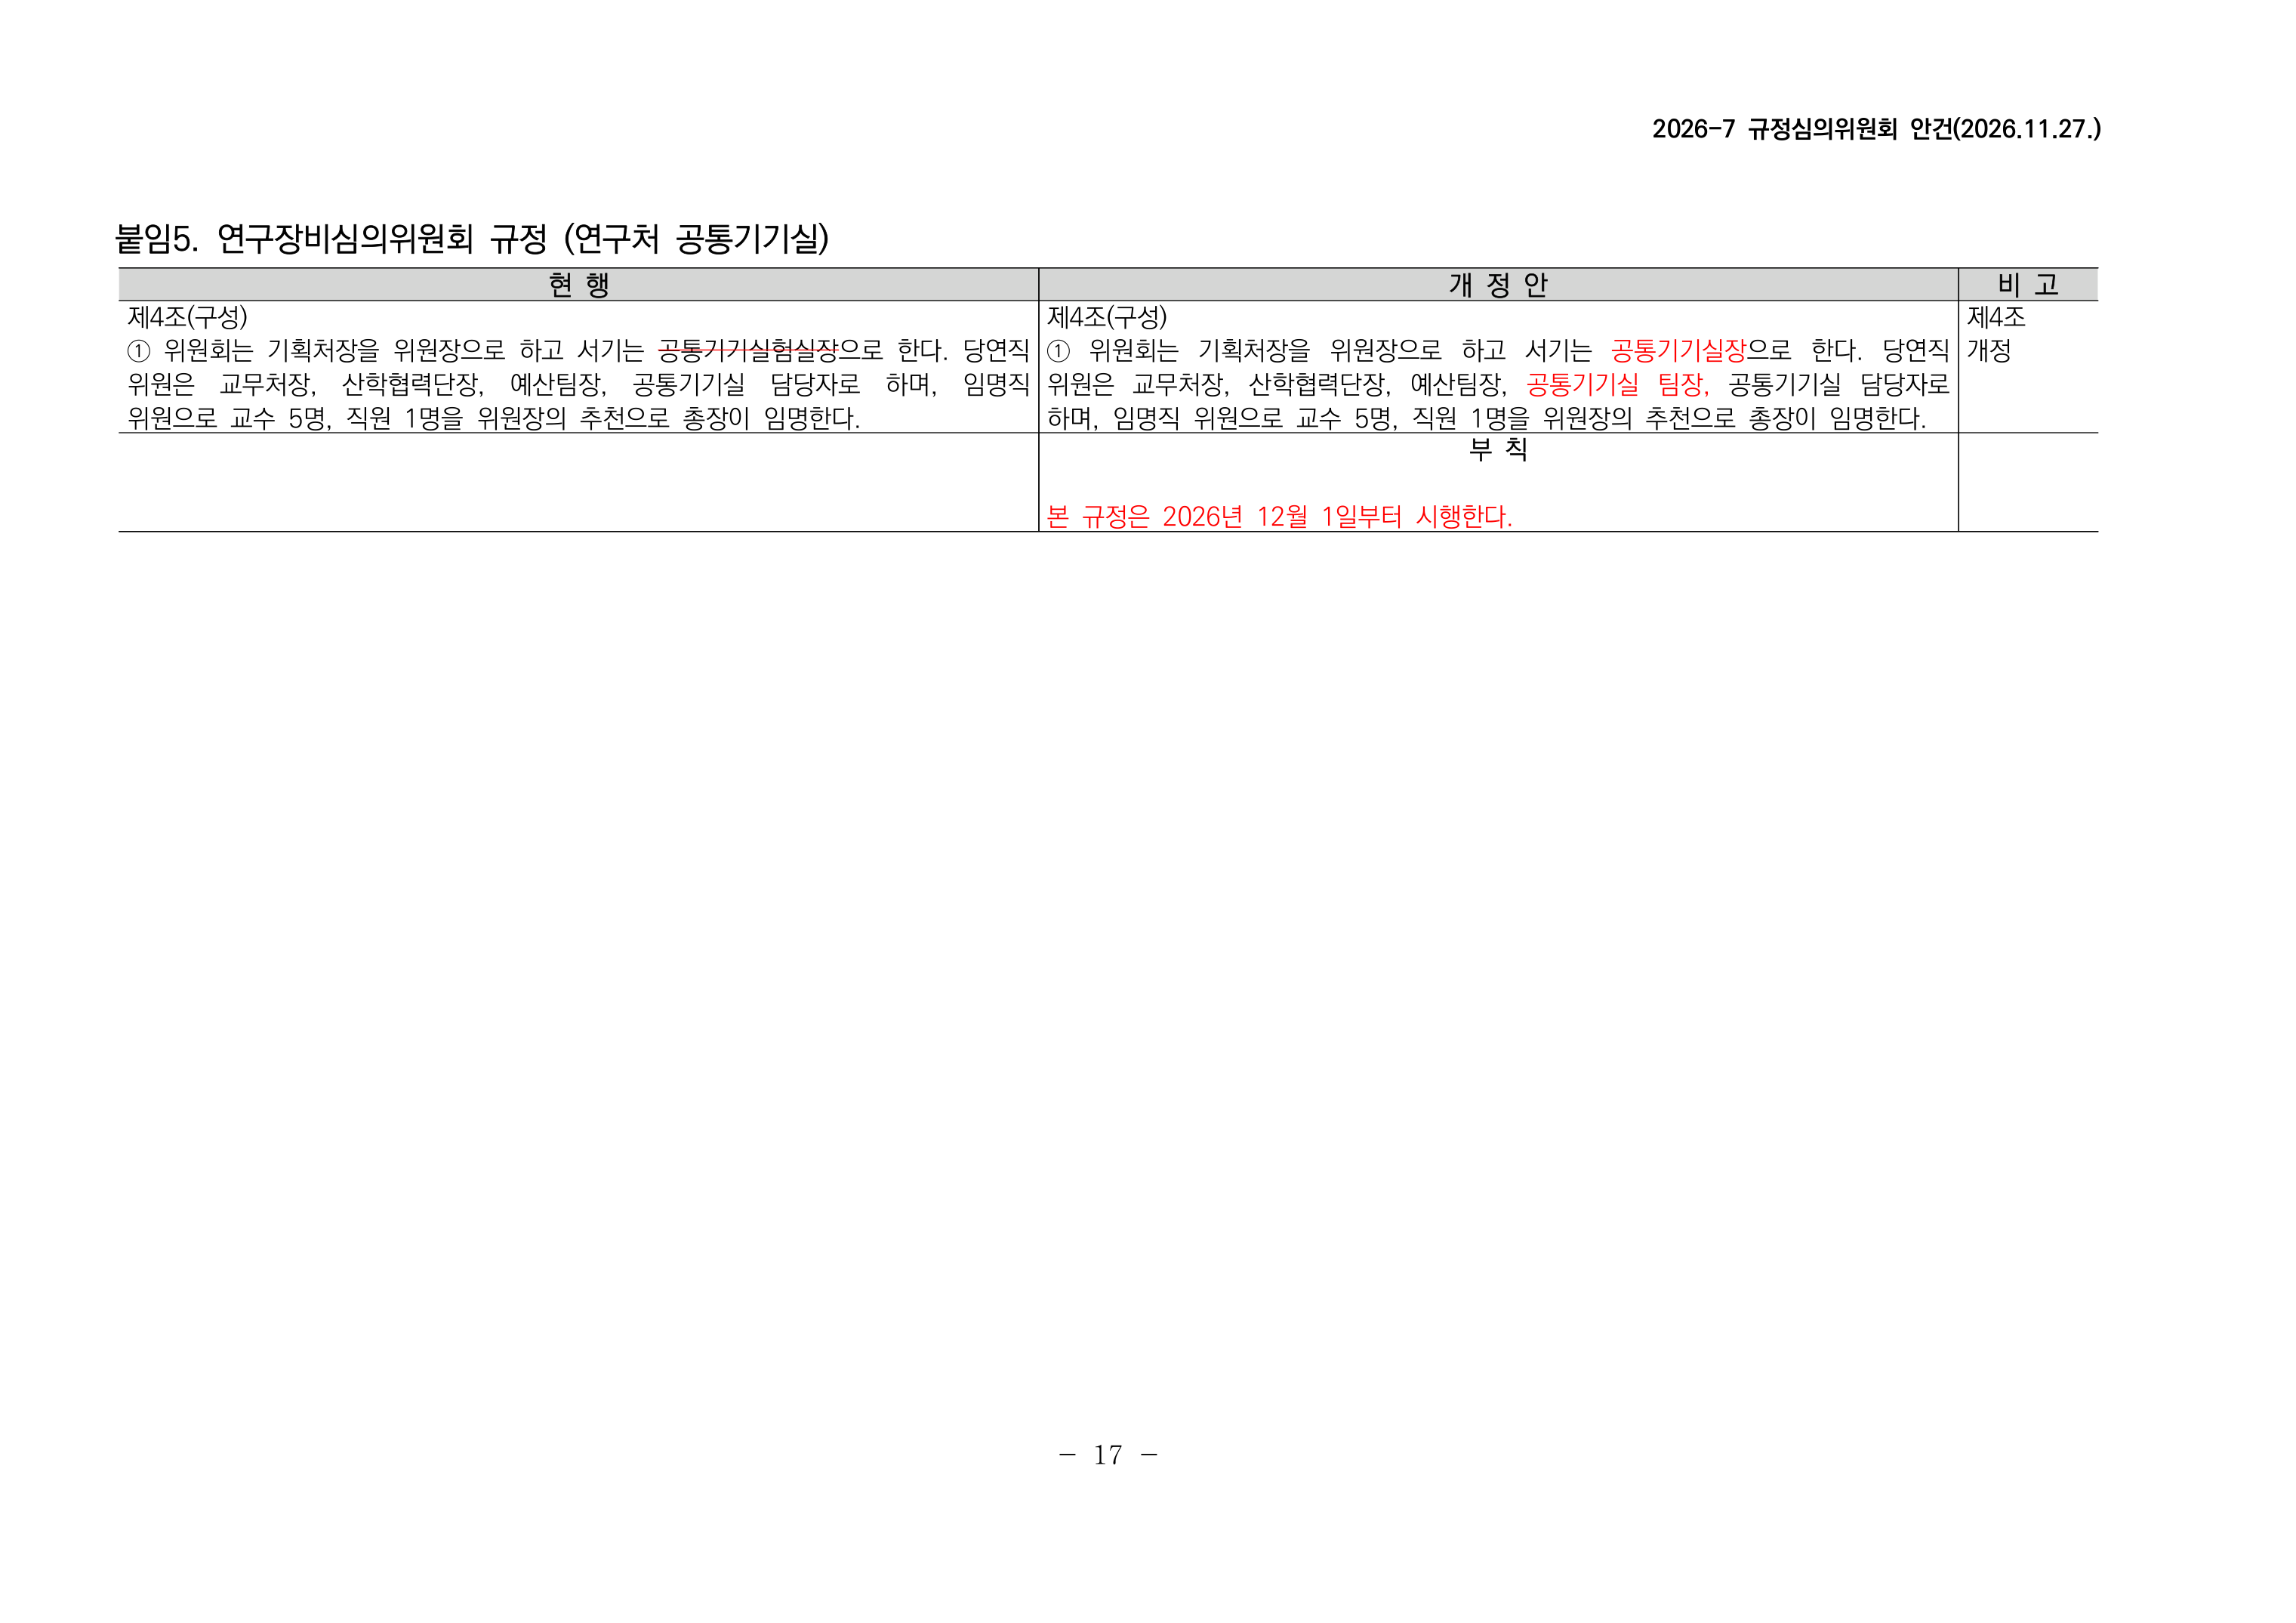 2026-7 규정심의위원회 안건(2026.11.27.)
붙임5. 연구장비심의위원회 규정 (연구처 공통기기실)
현 행
개 정 안
비 고
제4조(구성)
① 위원회는 기획처장을 위원장으로 하고 서기는 공통기기실험실장으로 한다. 당연직
위원은 교무처장, 산학협력단장, 예산팀장, 공통기기실 담당자로 하며, 임명직
위원으로 교수 5명, 직원 1명을 위원장의 추천으로 총장이 임명한다.
제4조(구성)
① 위원회는 기획처장을 위원장으로 하고 서기는 공통기기실장으로 한다. 당연직
위원은 교무처장, 산학협력단장, 예산팀장, 공통기기실 팀장, 공통기기실 담당자로
하며, 임명직 위원으로 교수 5명, 직원 1명을 위원장의 추천으로 총장이 임명한다.
제4조
개정
부 칙
본 규정은 2026년 12월 1일부터 시행한다.
- 17 -